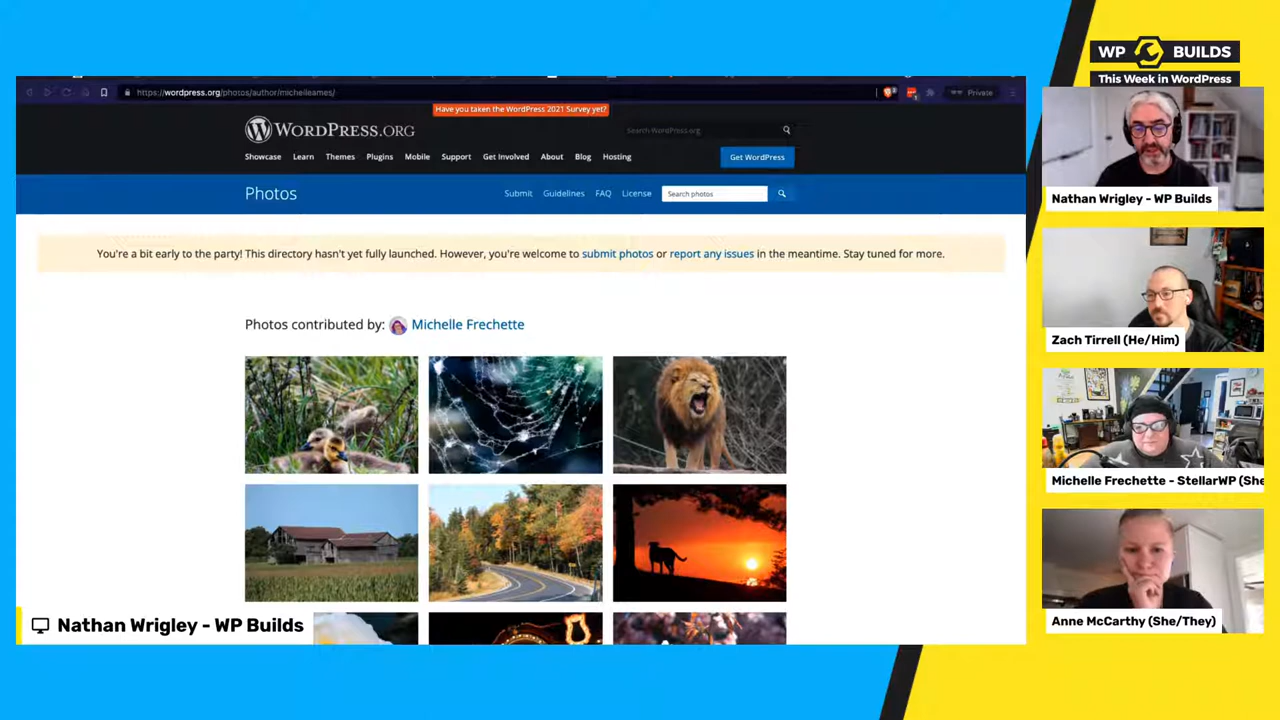 WP BUILDS
This Week in WordPress
https://wordpress.org/photos/author/michelleames/
Private
Have you taken the WordPress 2021 Survey yet?
WORDPRESS.ORG
Search WordPress.org
Showcase Learn Themes Plugins Mobile Support Get Involved About Blog Hosting
Get WordPress
Photos
Submit Guidelines FAQ License
Search photos
You're a bit early to the party! This directory hasn't yet fully launched. However, you're welcome to submit photos or report any issues in the meantime. Stay tuned for more.
Photos contributed by: Michelle Frechette
Nathan Wrigley - WP Builds
Nathan Wrigley - WP Builds
Zach Tirrell (He/Him)
Michelle Frechette - StellarWP (She
Anne McCarthy (She/They)